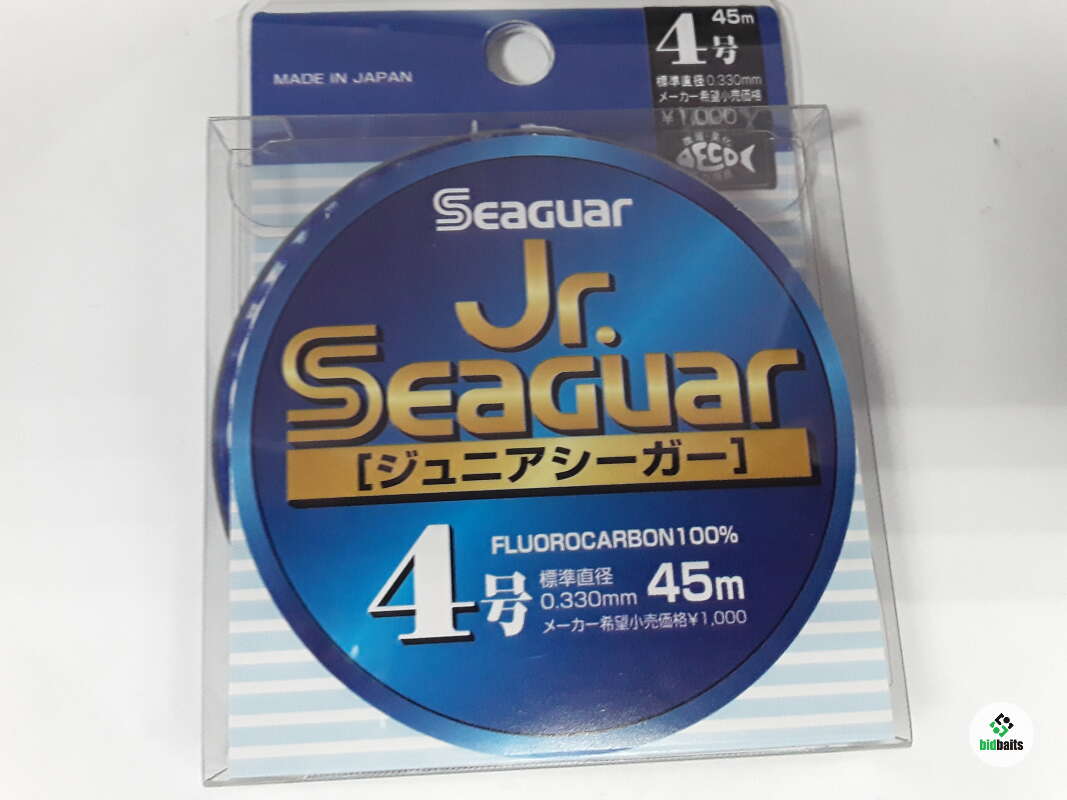 45m
4号
MADE IN JAPAN
標準直径0.330mm
メーカー希望小売価格
¥1,000
Seaguar
Jr.
Seaguar
[ジュニアシーガー]
FLUOROCARBON100%
4号
標準直径
0.330mm
45m
メーカー希望小売価格¥1,000
bidbaits